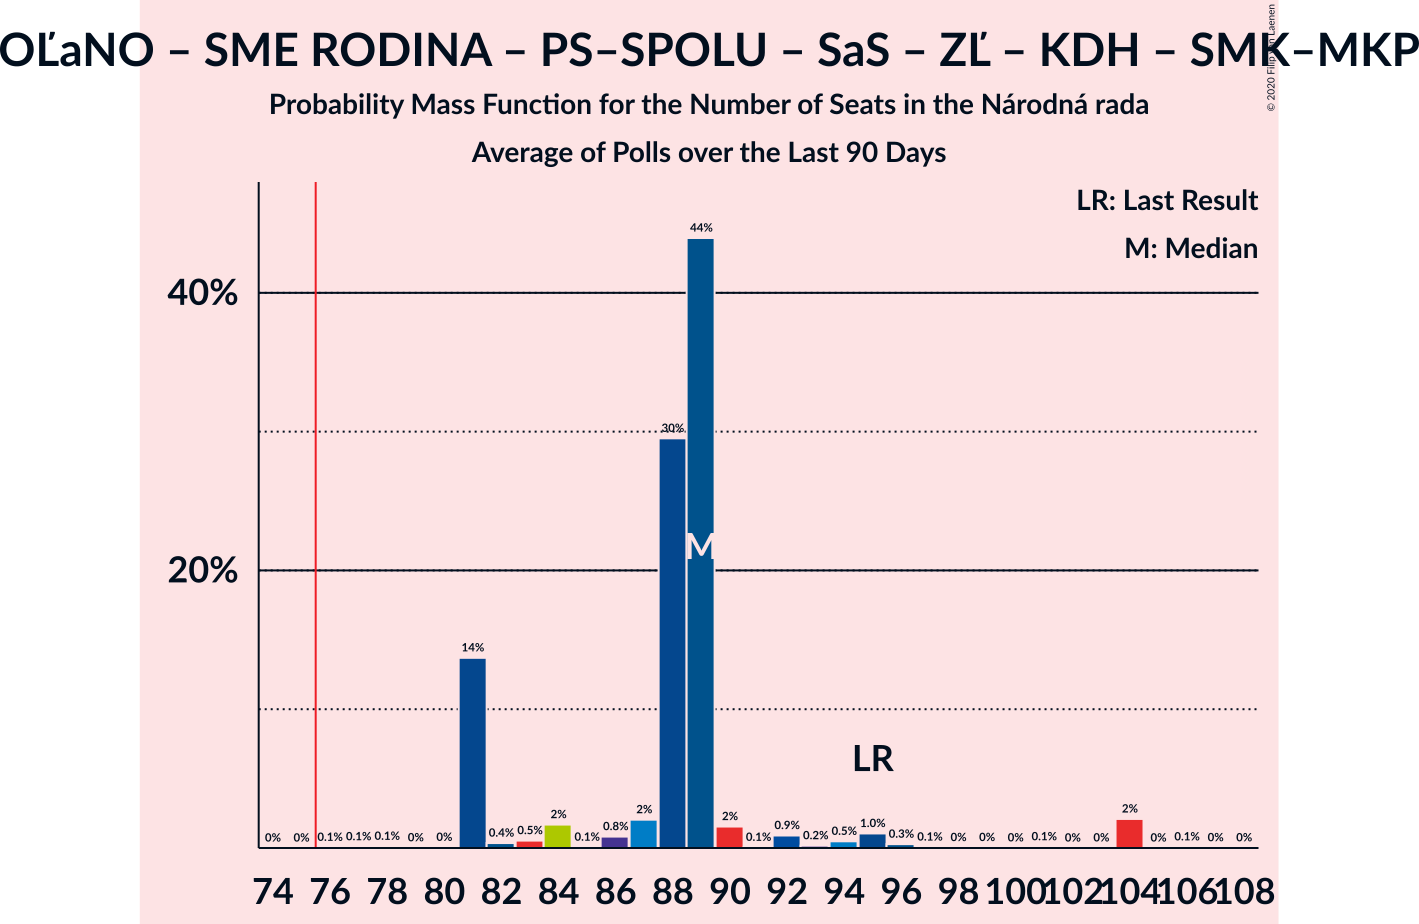 OĽaNO – SME RODINA – PS–SPOLU – SaS – ZĽ – KDH – SMK–MKP
© 2020 Filip van Laenen
Probability Mass Function for the Number of Seats in the Národná rada
Average of Polls over the Last 90 Days
LR: Last Result
M: Median
44%
40%
30%
M
20%
14%
LR
0% 0% 0.1% 0.1% 0.1% 0% 0% 0.4% 0.5% 2% 0.1% 0.8% 2% 2% 0.1% 0.9% 0.2% 0.5% 1.0% 0.3% 0.1% 0% 0% 0% 0.1% 0% 0% 2% 0% 0.1% 0% 0%
74 76 78 80 82 84 86 88 90 92 94 96 98 100 102 104 106 108